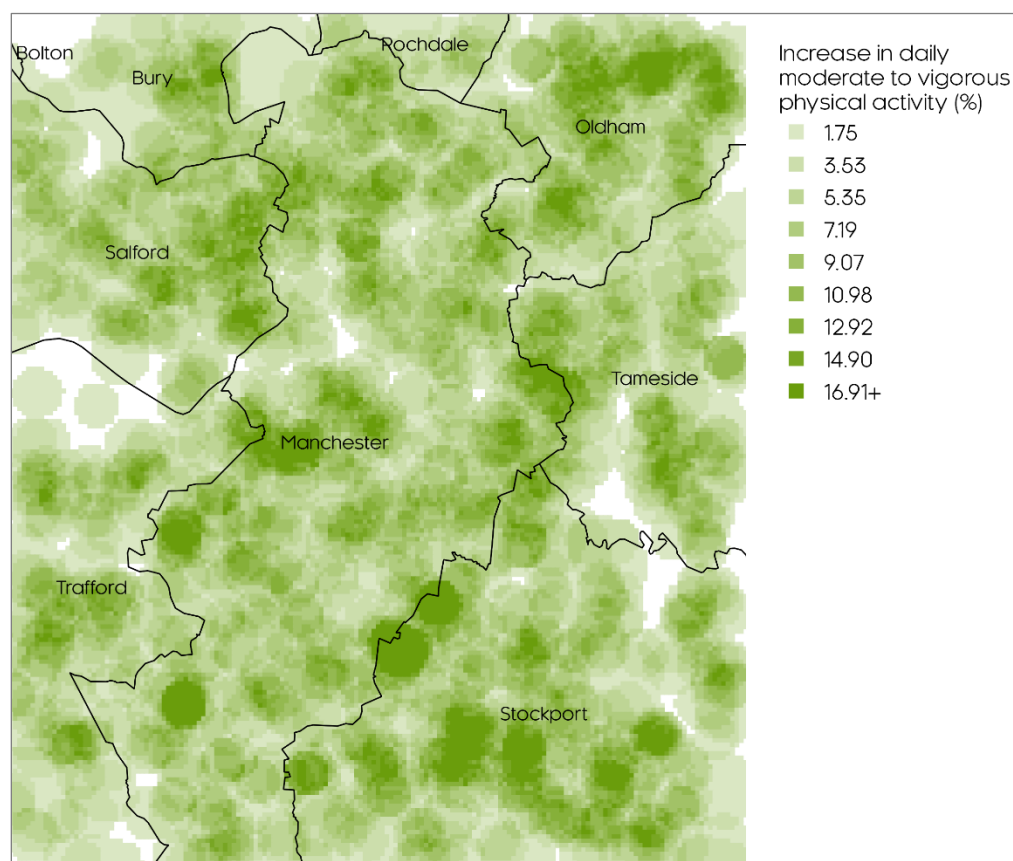 Bolton
Rochdale
Bury
Oldham
Salford
Tameside
Manchester
Trafford
Stockport
Increase in daily
moderate to vigorous
physical activity (%)
1.75
3.53
5.35
7.19
9.07
10.98
12.92
14.90
16.91+